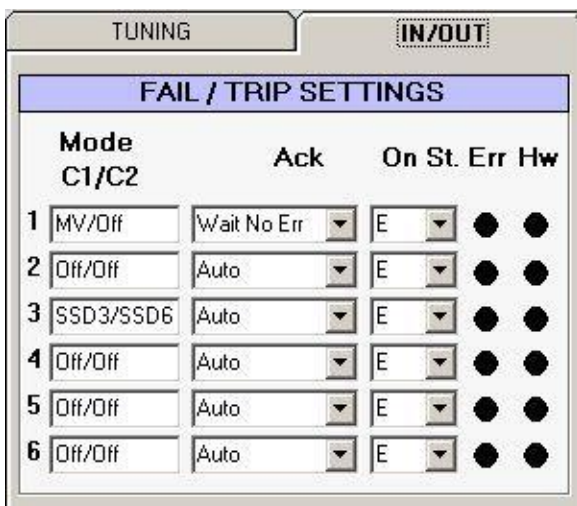 TUNING IN/OUT
FAIL / TRIP SETTINGS
Mode
C1/C2 Ack On St. Err Hw
1 MV/Off Wait No Err E
2 Off/Off Auto E
3 SSD3/SSD6 Auto E
4 Off/Off Auto E
5 Off/Off Auto E
6 Off/Off Auto E